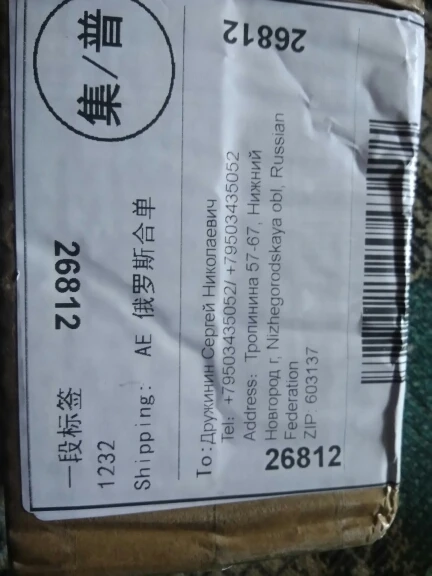 一段标签
26812
集/普
1232
Shipping: AE 俄罗斯合单
To:Дружинин Сергей Николаевич
Tel: +79503435052/ +79503435052
Address: Тропинина 57-67, Нижний
Новгород г, Nizhegorodskaya obl, Russian
Federation
ZIP: 603137
26812
26812